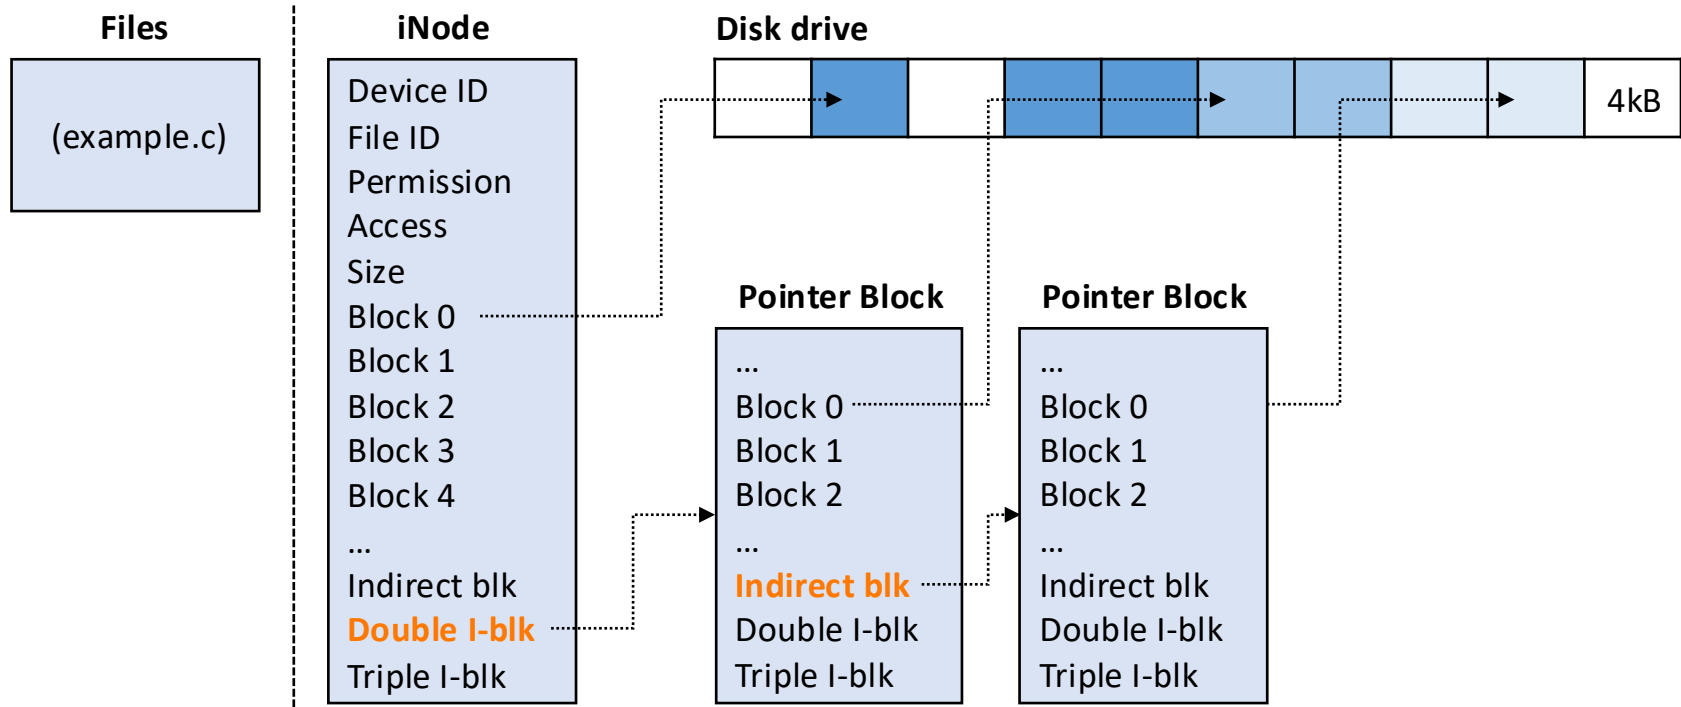 Files
(example.c)
iNode
Device ID
File ID
Permission
Access
Size
Block 0
Block 1
Block 2
Block 3
Block 4
...
Indirect blk
Double I-blk
Triple I-blk
Disk drive
4kB
Pointer Block
...
Block 0
Block 1
Block 2
...
Indirect blk
Double I-blk
Triple I-blk
Pointer Block
...
Block 0
Block 1
Block 2
...
Indirect blk
Double I-blk
Triple I-blk